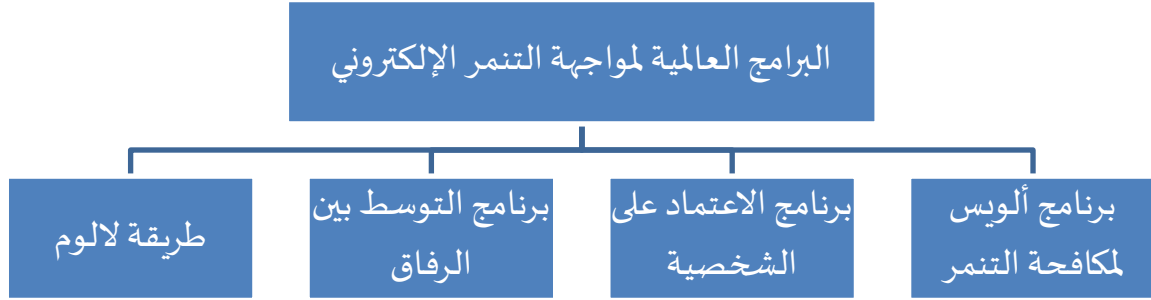 البرامج العالمية لمواجهة التنمر الإلكتروني
برنامج ألويس
لمكافحة التنمر
برنامج الاعتماد على
الشخصية
برنامج التوسط بين
الرفاق
طريقة لالوم